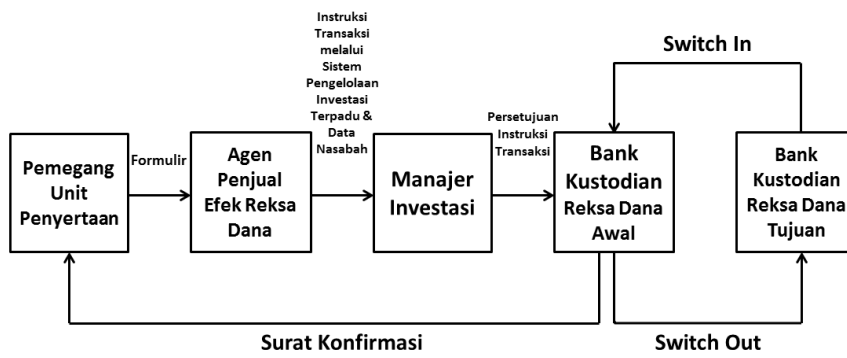 Instruksi
Transaksi
melalui
Sistem
Pengelolaan
Investasi
Terpadu &
Data
Nasabah
Switch In
Persetujuan
Instruksi
Transaksi
Pemegang
Unit
Penyertaan
Formulir
Agen
Penjual
Efek Reksa
Dana
Manajer
Investasi
Bank
Kustodian
Reksa Dana
Awal
Bank
Kustodian
Reksa Dana
Tujuan
Surat Konfirmasi
Switch Out